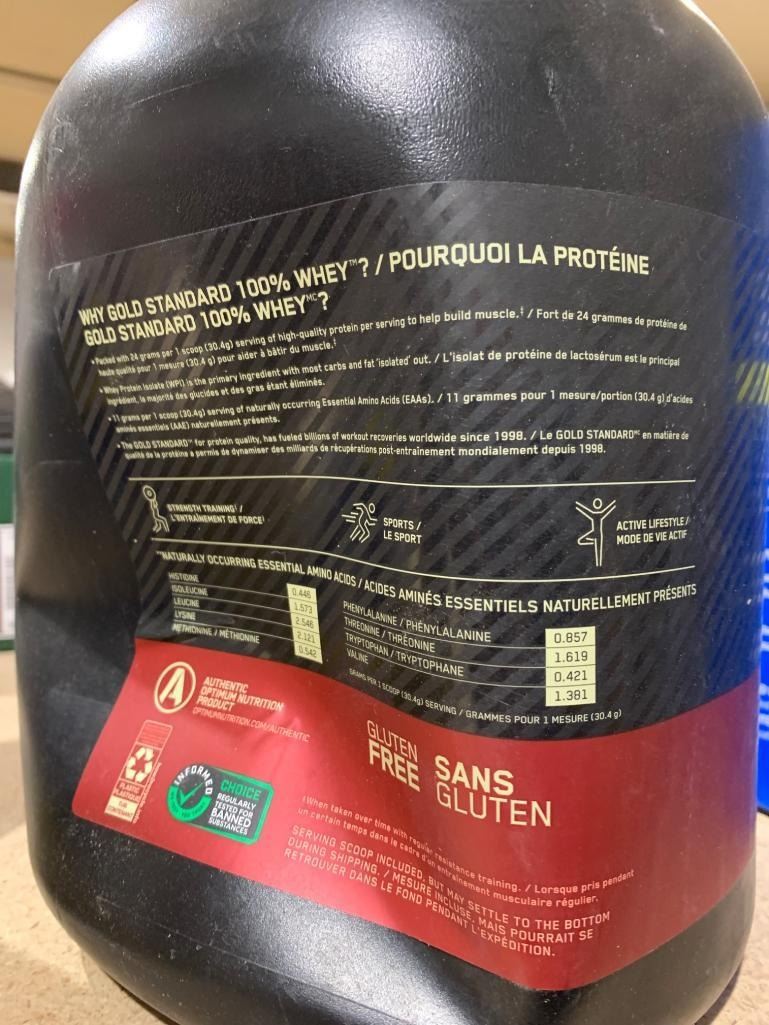 WHY GOLD STANDARD 100% WHEY™? / POURQUOI LA PROTÉINE
GOLD STANDARD 100% WHEY MC?
• Packed with 24 grams per 1 scoop (30.4g) serving of high-quality protein per serving to help build muscle.‡ / Fort de 24 grammes de protéine de
haute qualité pour 1 mesure (30.4 g) pour aider à bâtir du muscle.‡
• Whey Protein Isolate (WPI) is the primary ingredient with most carbs and fat 'isolated' out. / L'isolat de protéine de lactosérum est le principal
ingrédient, la majorité des glucides et des gras étant éliminés.
• 11 grams per 1 scoop (30.4g) serving of naturally occurring Essential Amino Acids (EAAs). / 11 grammes pour 1 mesure/portion (30.4 g) d'acides
aminés essentiels (AAE) naturellement présents.
• The GOLD STANDARD™ for protein quality, has fueled billions of workout recoveries worldwide since 1998. / Le GOLD STANDARD MC en matière de
qualité de la protéine a permis de dynamiser des milliards de récupérations post-entraînement mondialement depuis 1998.
STRENGTH TRAINING‡ /
L'ENTRAÎNEMENT DE FORCE‡
SPORTS /
LE SPORT
ACTIVE LIFESTYLE /
MODE DE VIE ACTIF
**NATURALLY OCCURRING ESSENTIAL AMINO ACIDS / ACIDES AMINÉS ESSENTIELS NATURELLEMENT PRÉSENTS
HISTIDINE 0.446
ISOLEUCINE 1.573
LEUCINE 2.546
LYSINE 2.121
METHIONINE / MÉTHIONINE 0.542
PHENYLALANINE / PHÉNYLALANINE 0.857
THREONINE / THRÉONINE 1.619
TRYPTOPHAN / TRYPTOPHANE 0.421
VALINE 1.381
GRAMS PER 1 SCOOP (30.4g) SERVING / GRAMMES POUR 1 MESURE (30.4 g)
AUTHENTIC
OPTIMUM NUTRITION
PRODUCT
OPTIMUMNUTRITION.COM/AUTHENTIC
PLASTIC
PLASTIQUE
INFORMED
CHOICE
REGULARLY
TESTED FOR
BANNED
SUBSTANCES
GLUTEN
FREE
SANS
GLUTEN
‡When taken over time with regular resistance training. / Lorsque pris pendant
un certain temps dans le cadre d'un entraînement musculaire régulier.
SERVING SCOOP INCLUDED, BUT MAY SETTLE TO THE BOTTOM
DURING SHIPPING. / MESURE INCLUSE, MAIS POURRAIT SE
RETROUVER DANS LE FOND PENDANT L'EXPÉDITION.